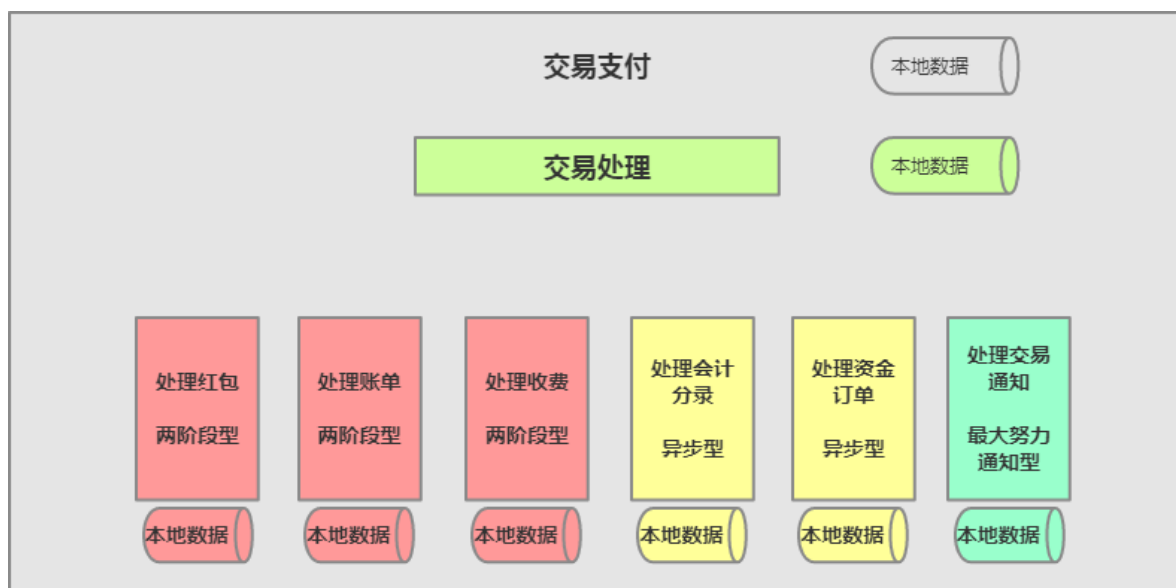 交易支付
本地数据
交易处理
本地数据
处理红包
两阶段型
处理账单
两阶段型
处理收费
两阶段型
处理会计
分录
异步型
处理资金
订单
异步型
处理交易
通知
最大努力
通知型
本地数据
本地数据
本地数据
本地数据
本地数据
本地数据